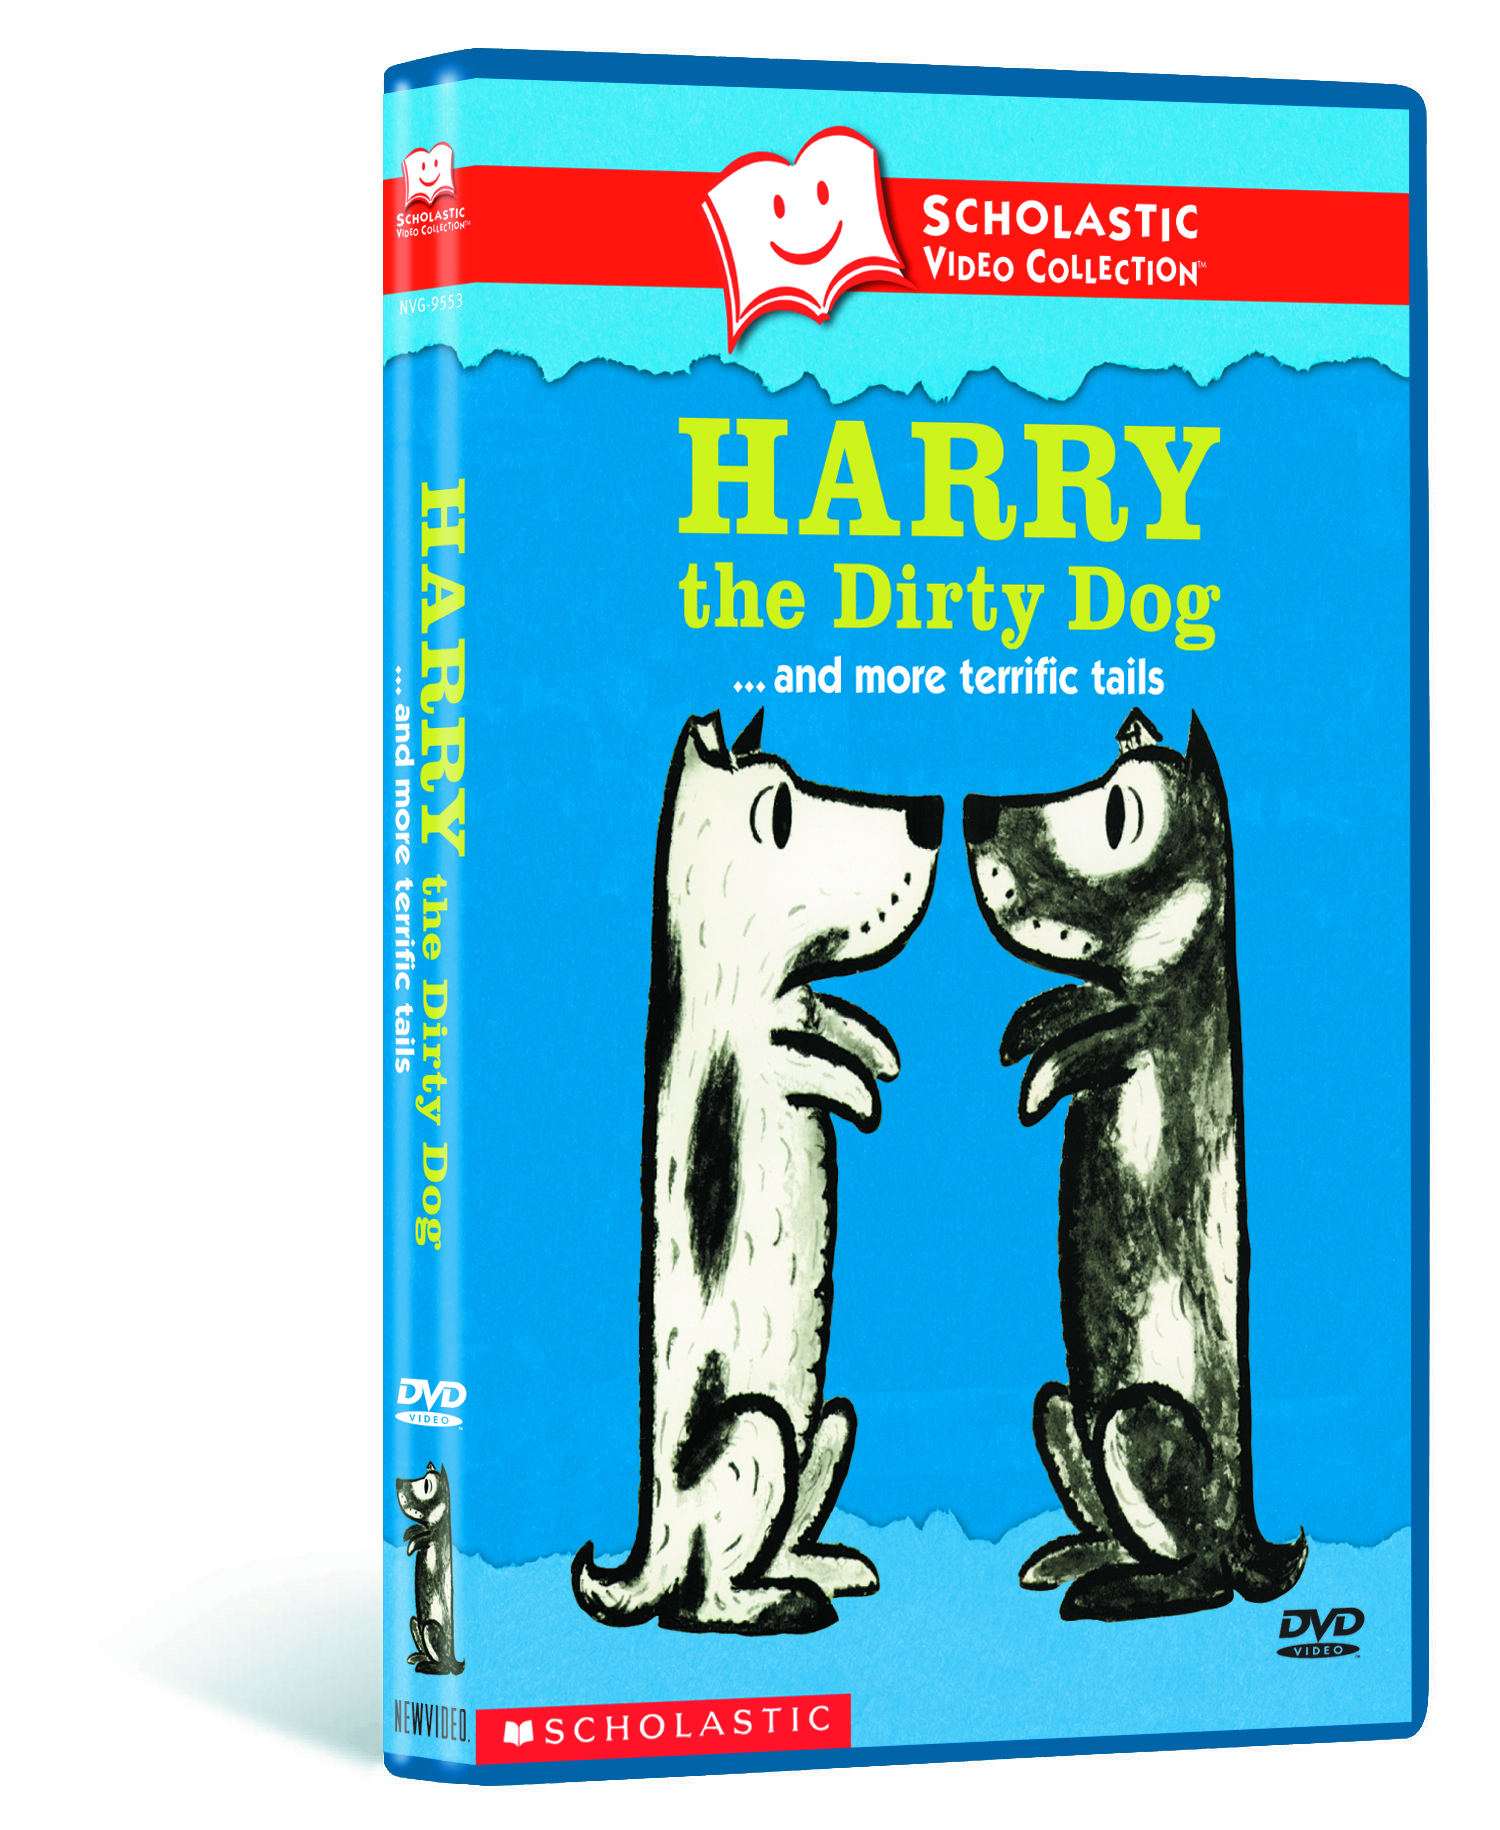 SCHOLASTIC
VIDEO COLLECTION™
NVG-9553
HARRY the Dirty Dog
... and more terrific tails
DVD
VIDEO
NEWVIDEO.
SCHOLASTIC
VIDEO COLLECTION™
HARRY
the Dirty Dog
... and more terrific tails
DVD
VIDEO™
SCHOLASTIC